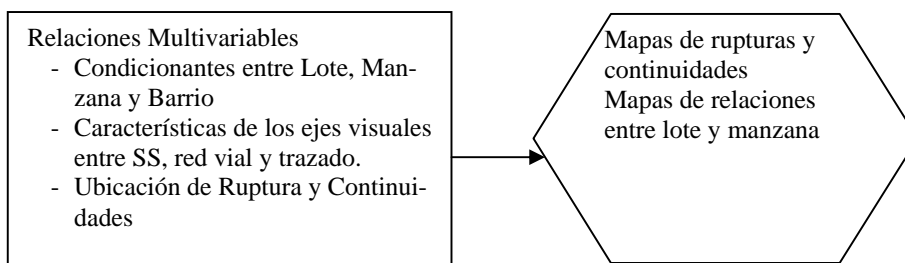 Relaciones Multivariables
- Condicionantes entre Lote, Man-
zana y Barrio
- Características de los ejes visuales
entre SS, red vial y trazado.
- Ubicación de Ruptura y Continui-
dades
Mapas de rupturas y
continuidades
Mapas de relaciones
entre lote y manzana